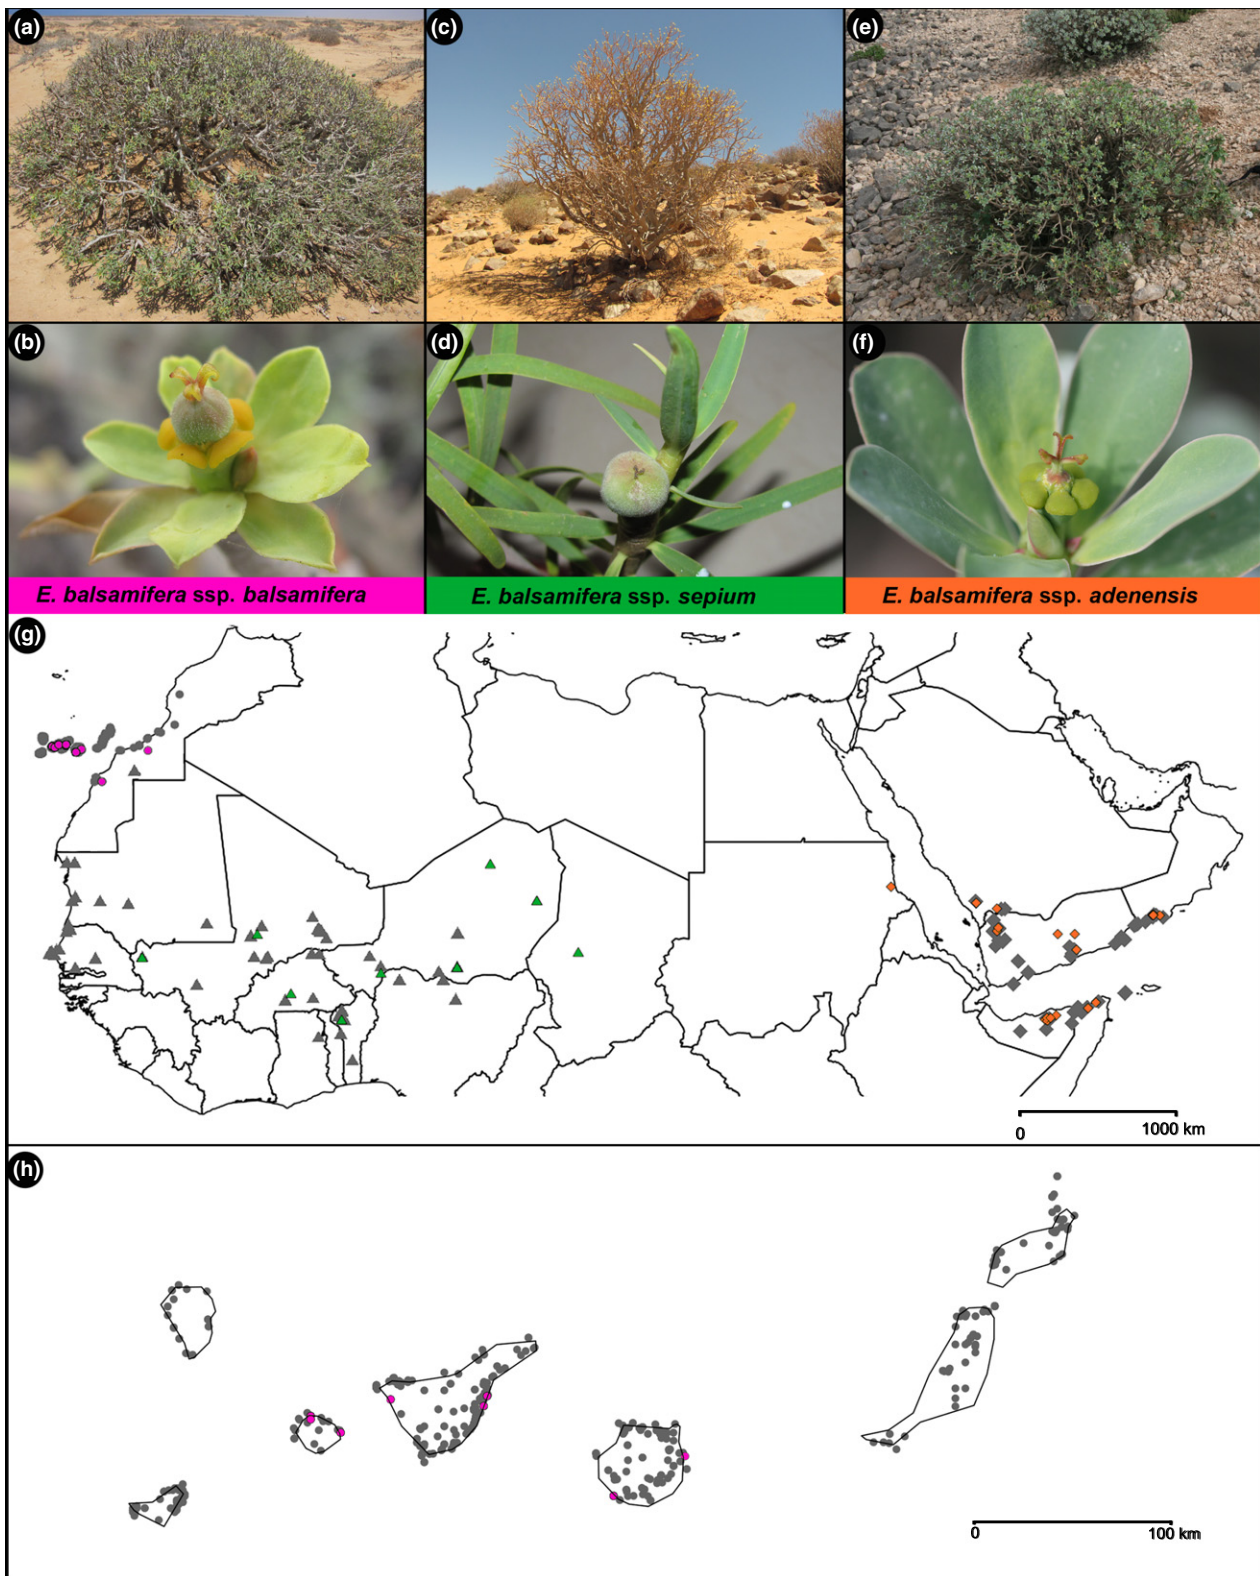 (a)
(c)
(e)
(b)
(d)
(f)
E. balsamifera ssp. balsamifera
E. balsamifera ssp. sepium
E. balsamifera ssp. adenensis
(g)
0
1000 km
(h)
0
100 km